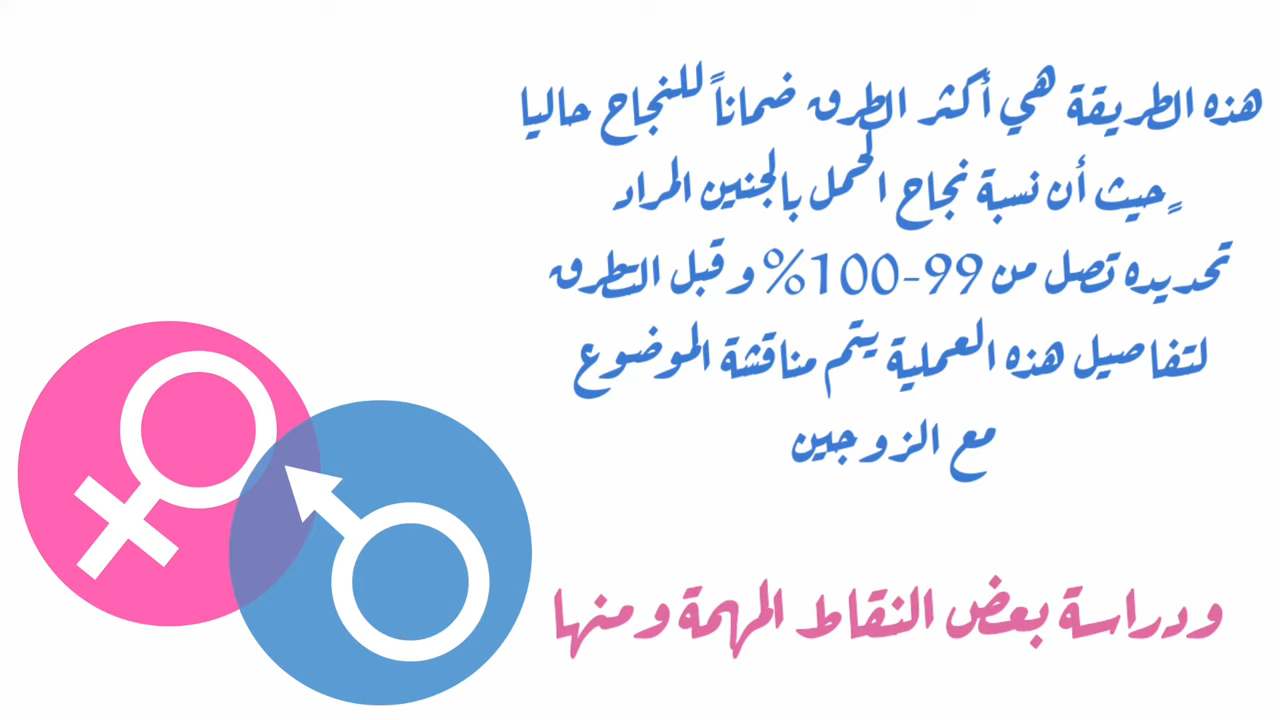 هذه الطريقة هي أكثر الطرق ضماناً للنجاح حاليا
ٍحيث أن نسبة نجاح الحمل بالجنين المراد
تحديده تصل من 99-100% و قبل التطرق
لتفاصيل هذه العملية يتم مناقشة الموضوع
مع الزوجين
ودراسة بعض النقاط المهمة ومنها